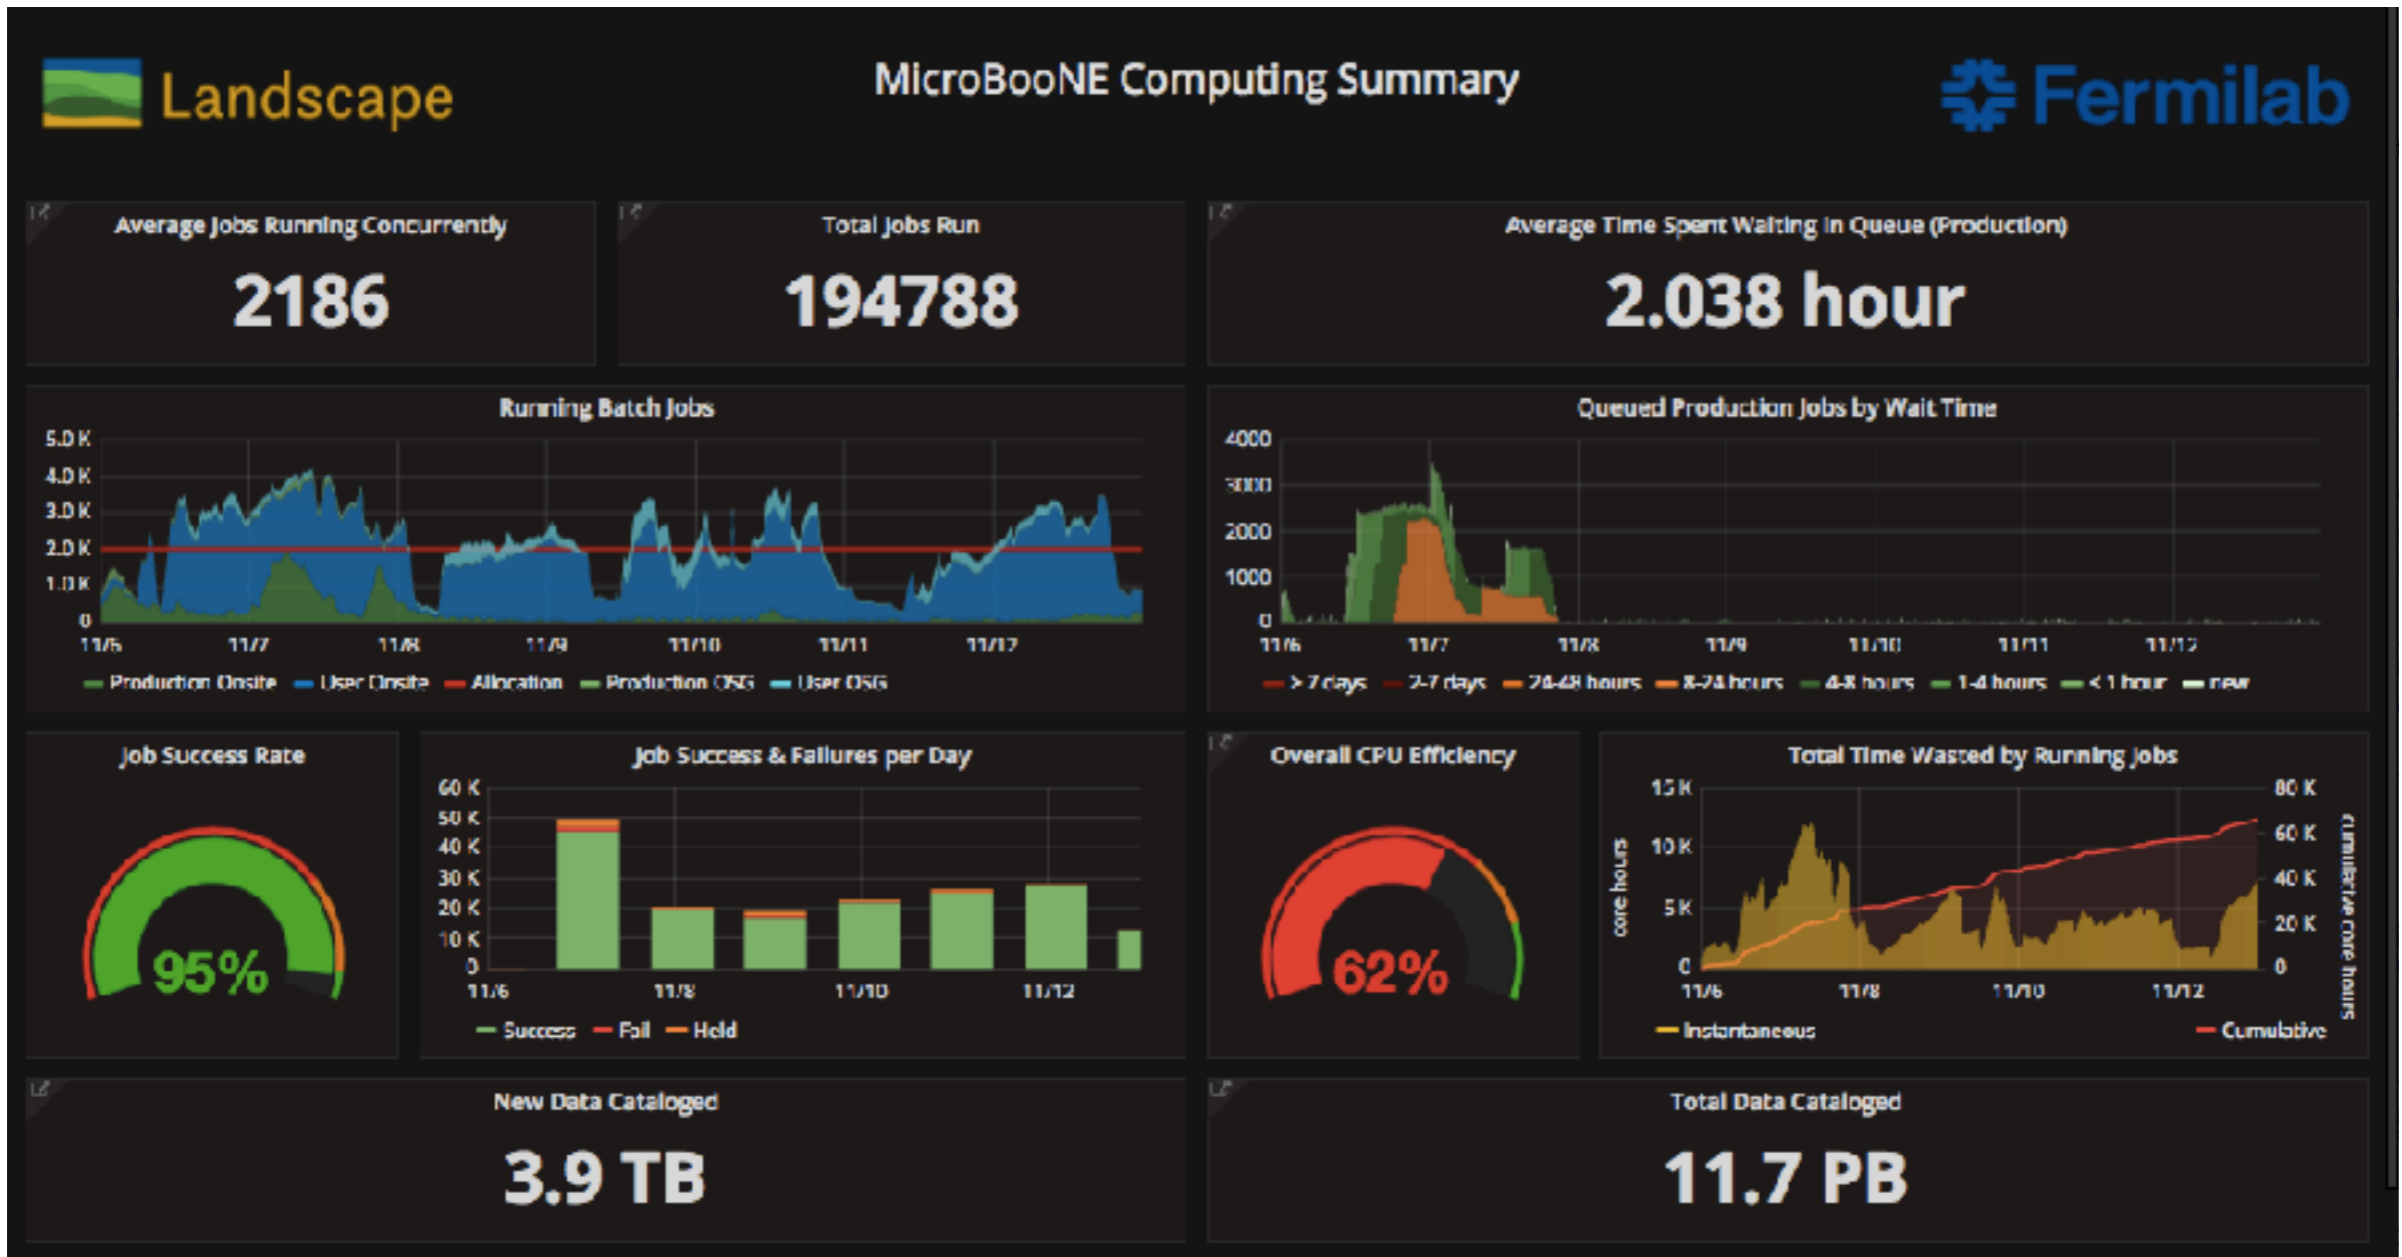 Landscape
MicroBooNE Computing Summary
Fermilab
Average Jobs Running Concurrently
2186
Total Jobs Run
194788
Average Time Spent Waiting In Queue (Production)
2.038 hour
Running Batch Jobs
5.0 K
4.0 K
3.0 K
2.0 K
1.0 K
0
11/6 11/7 11/8 11/9 11/10 11/11 11/12
Production Onsite User Onsite Allocation Production OSG User OSG
Queued Production Jobs by Wait Time
4000
3000
2000
1000
0
11/6 11/7 11/8 11/9 11/10 11/11 11/12
> 7 days 2-7 days 24-48 hours 8-24 hours 4-8 hours 1-4 hours < 1 hour new
Job Success Rate
95%
Job Success & Failures per Day
60 K
50 K
40 K
30 K
20 K
10 K
0
11/6 11/8 11/10 11/12
Success Fail Held
Overall CPU Efficiency
62%
Total Time Wasted by Running Jobs
core hours
15 K
10 K
5 K
0
80 K
60 K
40 K
20 K
0
cumulative core hours
11/6 11/8 11/10 11/12
Instantaneous Cumulative
New Data Cataloged
3.9 TB
Total Data Cataloged
11.7 PB